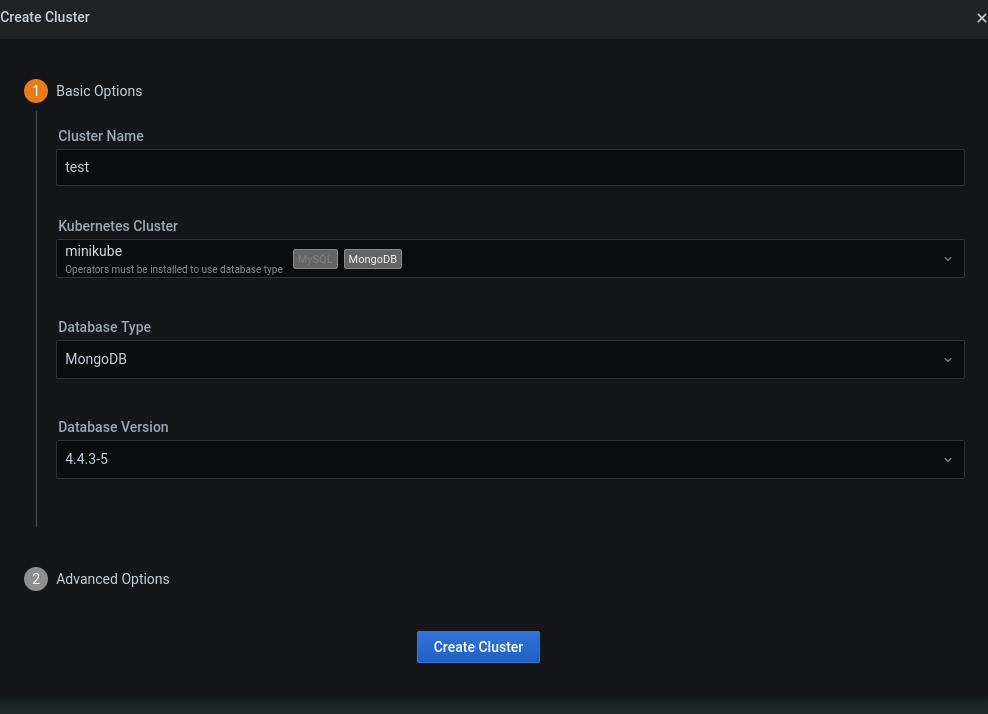 Create Cluster
1 Basic Options
Cluster Name
test
Kubernetes Cluster
minikube
Operators must be installed to use database type MySQL MongoDB
Database Type
MongoDB
Database Version
4.4.3-5
2 Advanced Options
Create Cluster